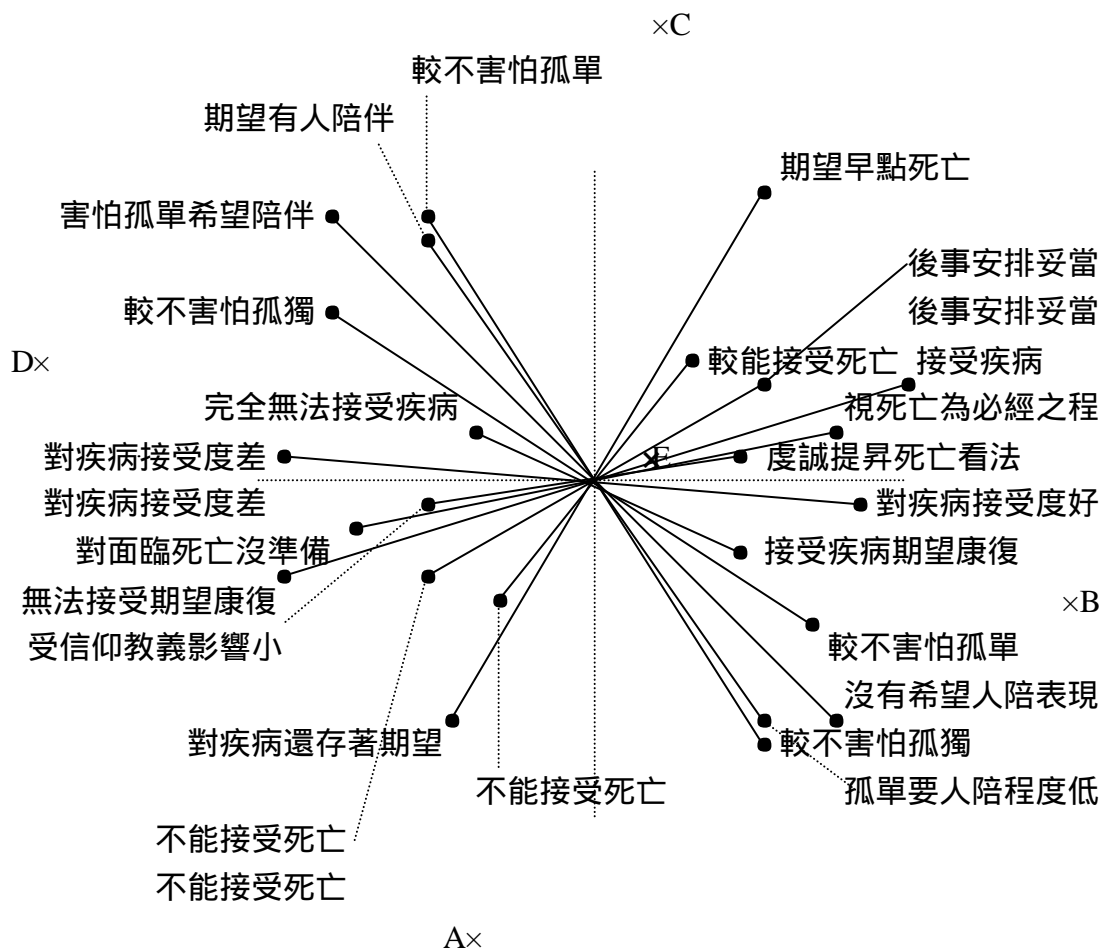 ×C
較不害怕孤單
期望有人陪伴
期望早點死亡
害怕孤單希望陪伴
後事安排妥當
後事安排妥當
較不害怕孤獨
較能接受死亡
接受疾病
D×
完全無法接受疾病
視死亡為必經之程
對疾病接受度差
×E
虔誠提昇死亡看法
對疾病接受度差
對疾病接受度好
對面臨死亡沒準備
接受疾病期望康復
無法接受期望康復
×B
受信仰教義影響小
較不害怕孤單
沒有希望人陪表現
對疾病還存著期望
較不害怕孤獨
不能接受死亡
孤單要人陪程度低
不能接受死亡
不能接受死亡
A×